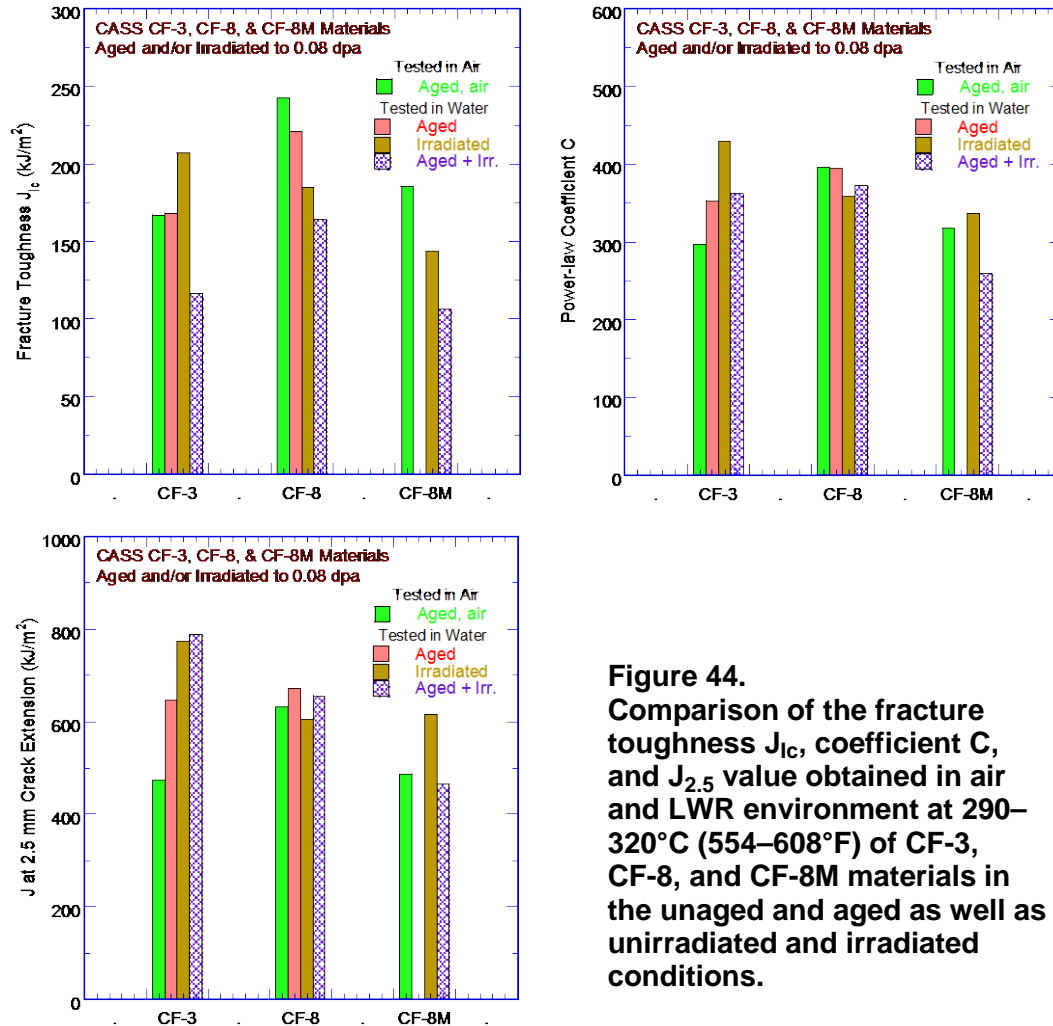 CASS CF-3, CF-8, & CF-8M Materials
Aged and/or Irradiated to 0.08 dpa
Tested in Air
Aged, air
Tested in Water
Aged
Irradiated
Aged + Irr.
Fracture Toughness JIc (kJ/m2)
300
250
200
150
100
50
0
. CF-3 . CF-8 . CF-8M .
CASS CF-3, CF-8, & CF-8M Materials
Aged and/or Irradiated to 0.08 dpa
Tested in Air
Aged, air
Tested in Water
Aged
Irradiated
Aged + Irr.
Power-law Coefficient C
600
500
400
300
200
100
0
. CF-3 . CF-8 . CF-8M .
CASS CF-3, CF-8, & CF-8M Materials
Aged and/or Irradiated to 0.08 dpa
Tested in Air
Aged, air
Tested in Water
Aged
Irradiated
Aged + Irr.
J at 2.5 mm Crack Extension (kJ/m2)
1000
800
600
400
200
0
. CF-3 . CF-8 . CF-8M .
Figure 44.
Comparison of the fracture
toughness JIc, coefficient C,
and J2.5 value obtained in air
and LWR environment at 290–
320°C (554–608°F) of CF-3,
CF-8, and CF-8M materials in
the unaged and aged as well as
unirradiated and irradiated
conditions.